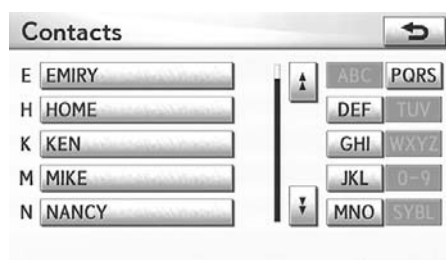 Contacts
E EMIRY ABC PQRS
H HOME DEF TUV
K KEN GHI WXYZ
M MIKE JKL 0-9
N NANCY MNO SYBL